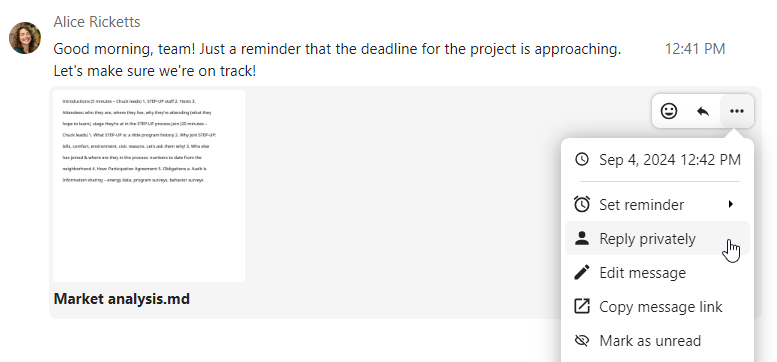 Alice Ricketts
Good morning, team! Just a reminder that the deadline for the project is approaching. 12:41 PM
Let's make sure we're on track!
Introductions (5 minutes – Chuck leads) 1. STEP-UP staff 2. Hosts 3.
Attendees: who they are, where they live, why they're attending (what they
hope to learn), stage they're at in the STEP-UP process Join (20 minutes –
Chuck leads) 1. What STEP-UP is: a little program history 2. Why join STEP-UP:
bills, comfort, environment, civic reasons. Let's ask them why! 3. Who else
has joined & where are they in the process: numbers to date from the
neighborhood 4. How: Participation Agreement 5. Obligations a. Audit b.
Information sharing – energy data, program surveys, behavior surveys
Market analysis.md
Sep 4, 2024 12:42 PM
Set reminder
Reply privately
Edit message
Copy message link
Mark as unread